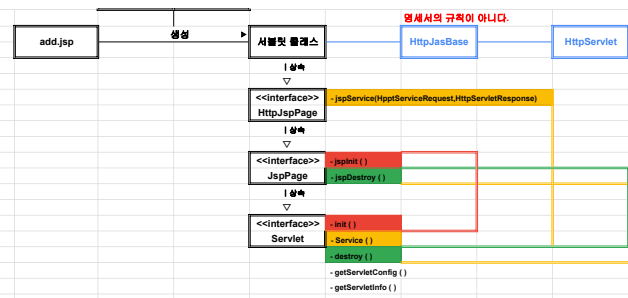 명세서의 규칙이 아니다.
add.jsp
생성
서블릿 클래스
HttpJasBase
HttpServlet
| 상속
▽
<<interface>>
HttpJspPage
- jspService(HpptServiceRequest,HttpServletResponse)
| 상속
▽
<<interface>>
JspPage
- jspInit ( )
- jspDestroy ( )
| 상속
▽
<<interface>>
Servlet
- init ( )
- Service ( )
- destroy ( )
- getServletConfig ( )
- getServletInfo ( )